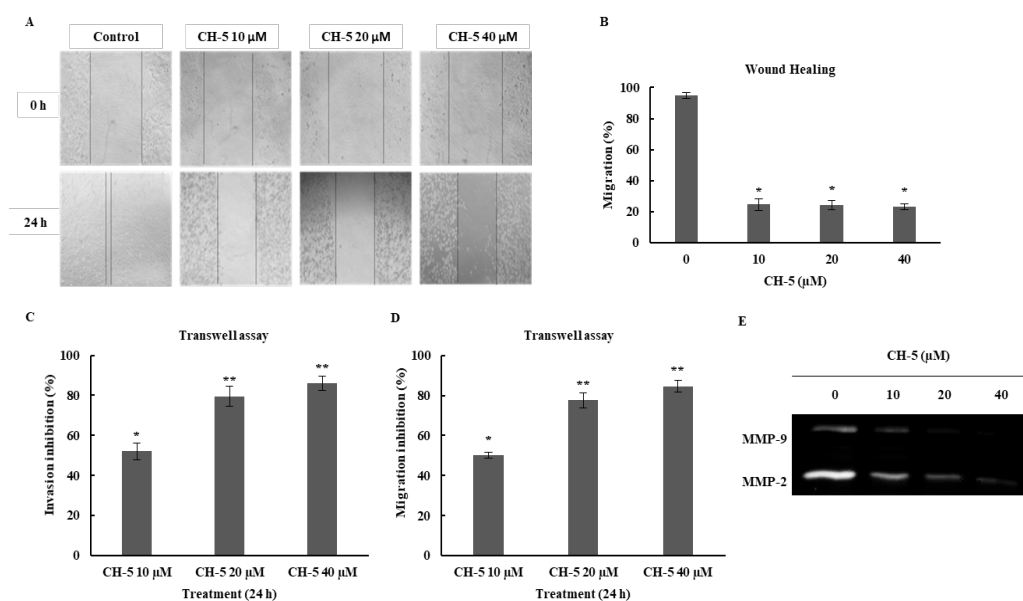 A
Control
CH-5 10 μM
CH-5 20 μM
CH-5 40 μM
0 h
24 h
B
Wound Healing
Migration (%)
100
80
60
40
20
0
*
*
*
0
10
20
40
CH-5 (μM)
C
Transwell assay
Invasion inhibition (%)
100
80
60
40
20
0
*
**
**
CH-5 10 μM
CH-5 20 μM
CH-5 40 μM
Treatment (24 h)
D
Transwell assay
Migration inhibition (%)
100
80
60
40
20
0
*
**
**
CH-5 10 μM
CH-5 20 μM
CH-5 40 μM
Treatment (24 h)
E
CH-5 (μM)
0
10
20
40
MMP-9
MMP-2